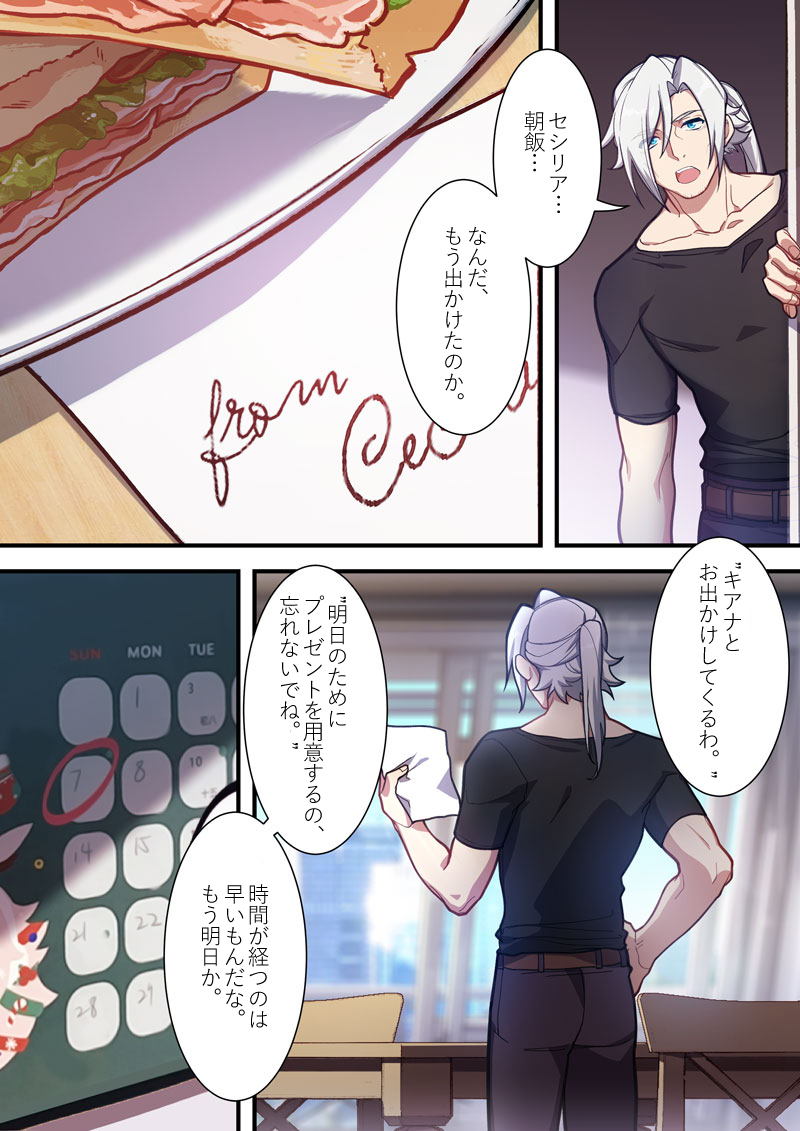 セシリア…
朝飯…
なんだ、
もう出かけたのか。
from
”キアナと
お出かけしてくるわ。”
”明日のために
プレゼントを用意するの、
忘れないでね。”
時間が経つのは
早いもんだな。
もう明日か。
SUN MON TUE
1 3
7 8 10
14 15
21 22
28 29